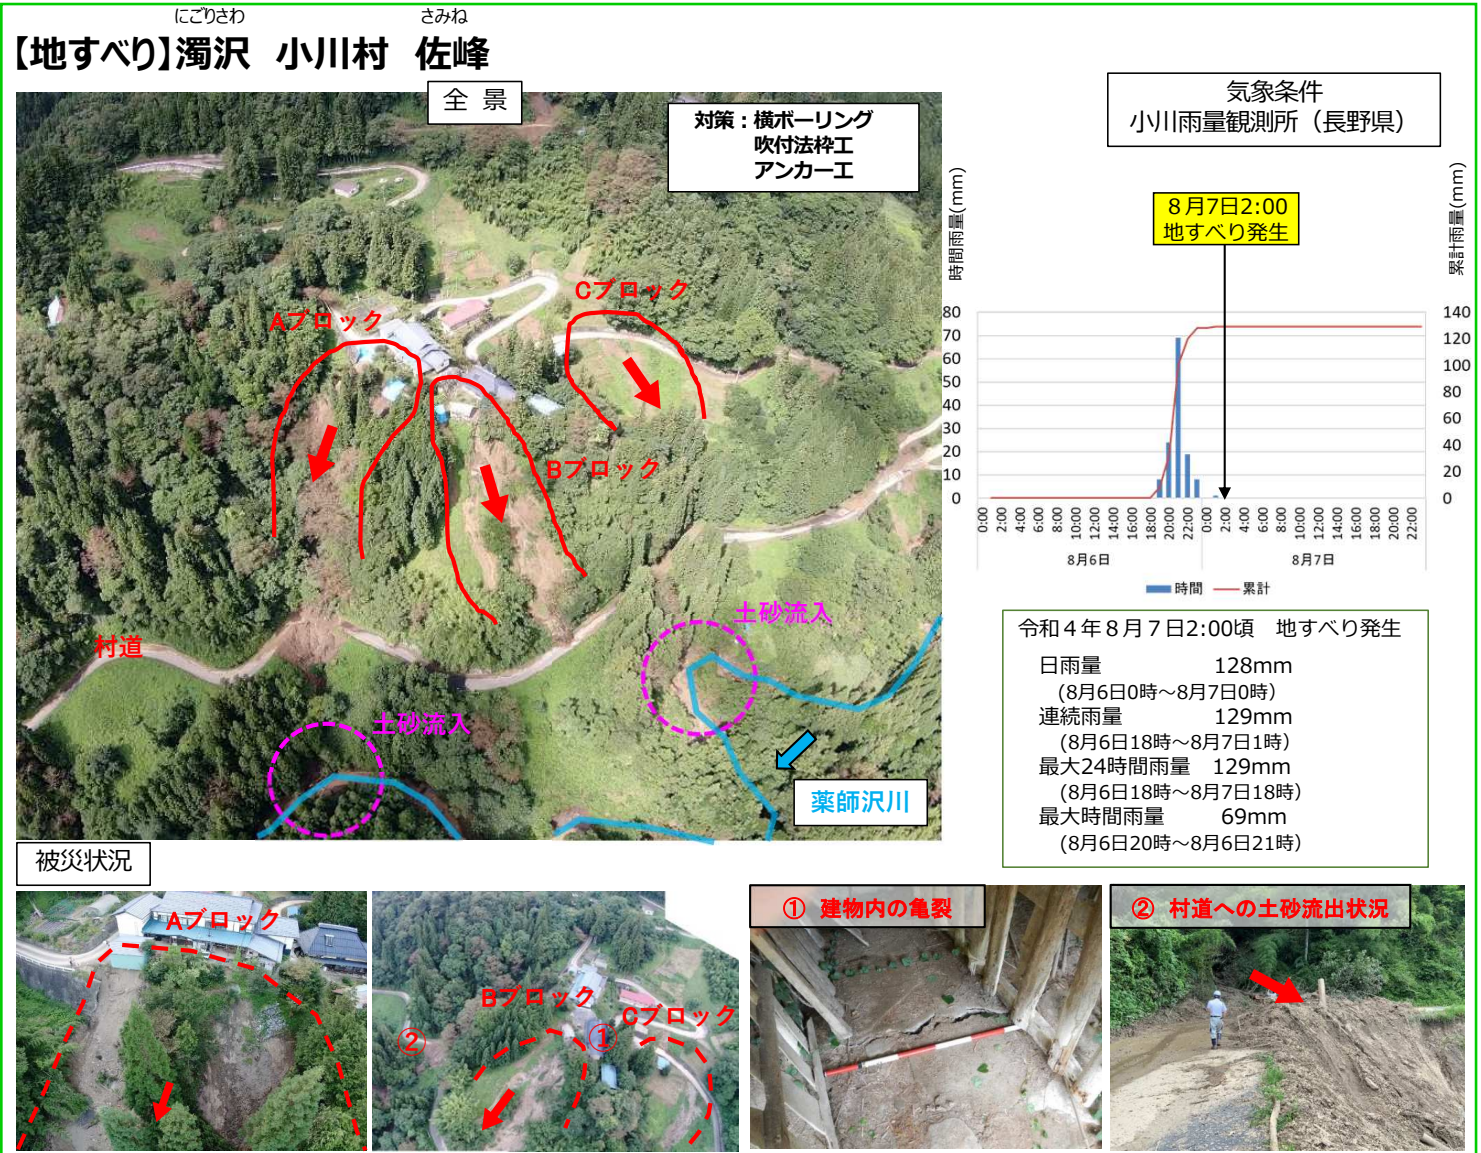 にごりさわ さみね
【地すべり】濁沢 小川村 佐峰
全 景
対策：横ボーリング
吹付法枠工
アンカー工
Aブロック
Bブロック
Cブロック
村道
土砂流入
土砂流入
薬師沢川
気象条件
小川雨量観測所（長野県）
時間雨量(mm)
累計雨量(mm)
８月7日2:00
地すべり発生
80
70
60
50
40
30
20
10
0
140
120
100
80
60
40
20
0
0:00 2:00 4:00 6:00 8:00 10:00 12:00 14:00 16:00 18:00 20:00 22:00 0:00 2:00 4:00 6:00 8:00 10:00 12:00 14:00 16:00 18:00 20:00 22:00
8月6日 8月7日
時間 累計
令和４年８月７日2:00頃 地すべり発生
日雨量 128mm
(8月6日0時～8月7日0時)
連続雨量 129mm
(8月6日18時～8月7日1時)
最大24時間雨量 129mm
(8月6日18時～8月7日18時)
最大時間雨量 69mm
(8月6日20時～8月6日21時)
被災状況
Aブロック
Bブロック
Cブロック
②
①
① 建物内の亀裂
② 村道への土砂流出状況